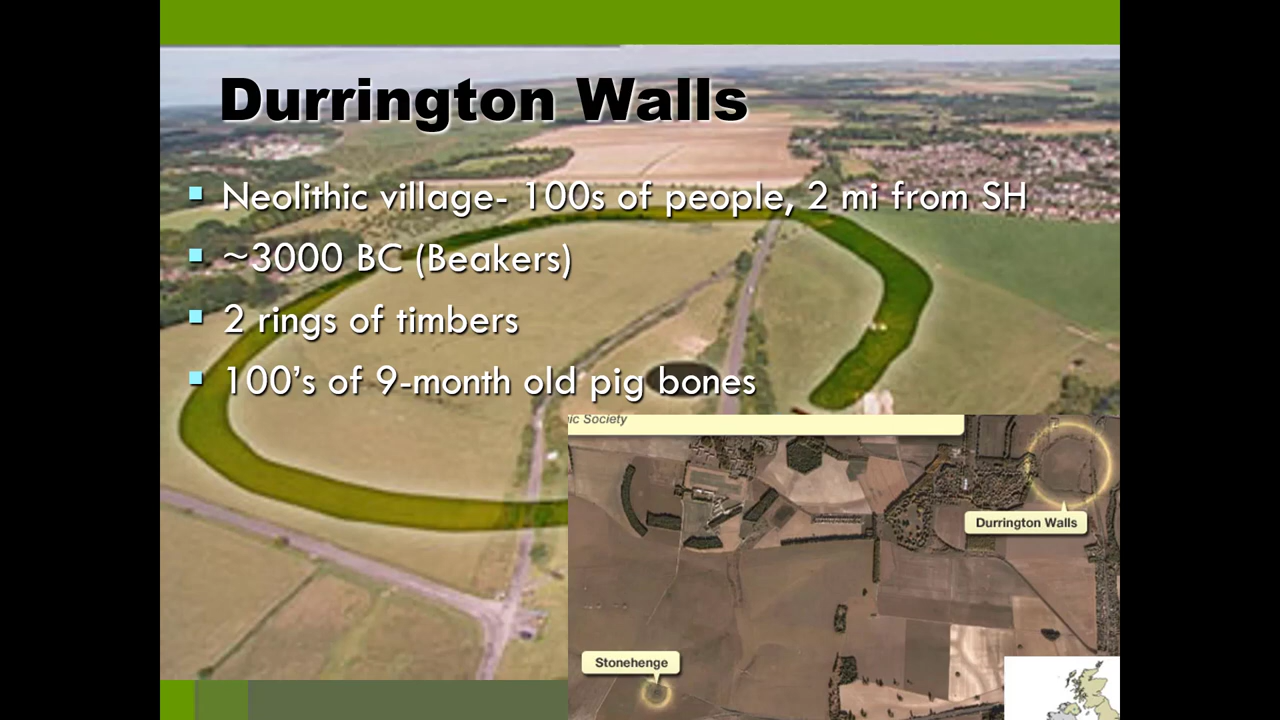 Durrington Walls
Neolithic village- 100s of people, 2 mi from SH
~3000 BC (Beakers)
2 rings of timbers
100's of 9-month old pig bones
ic Society
Durrington Walls
Stonehenge